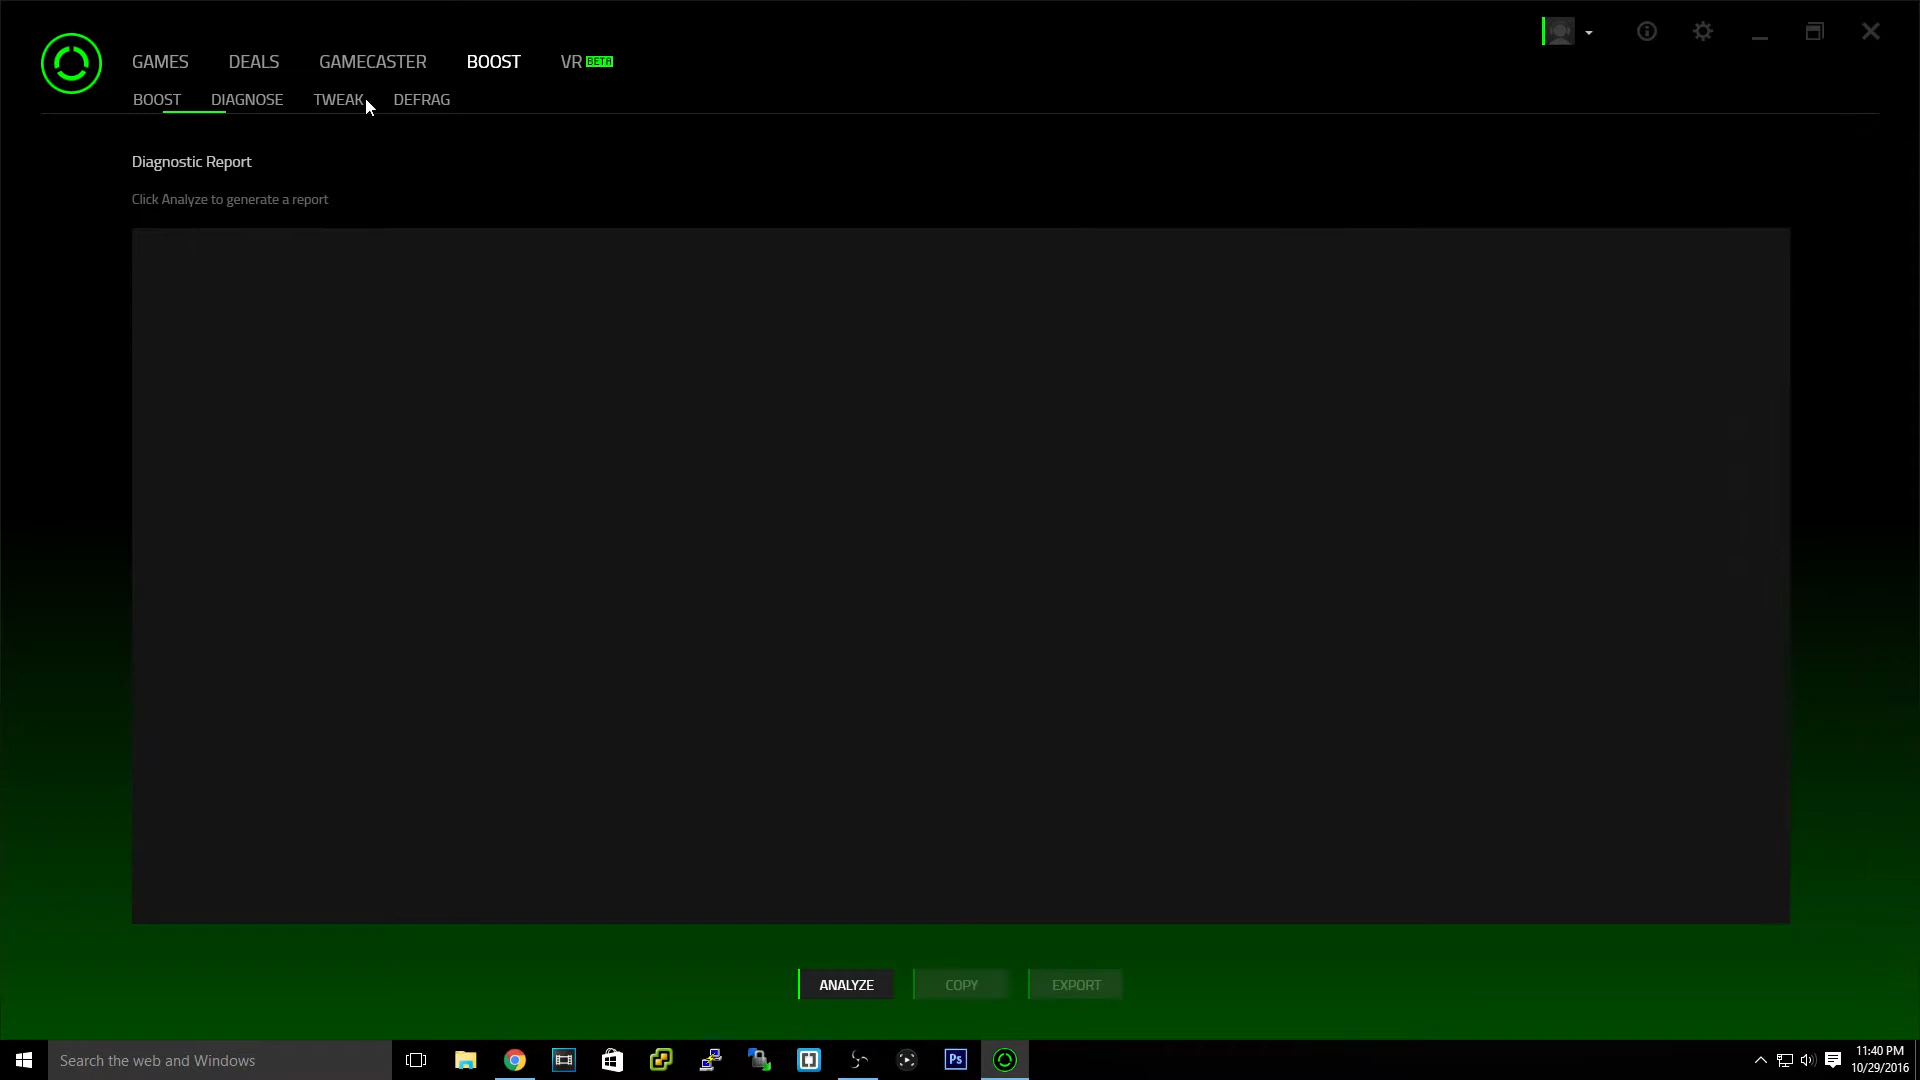 GAMES DEALS GAMECASTER BOOST VR BETA
BOOST DIAGNOSE TWEAK DEFRAG
Diagnostic Report
Click Analyze to generate a report
ANALYZE COPY EXPORT
Search the web and Windows
Ps
11:40 PM
10/29/2016